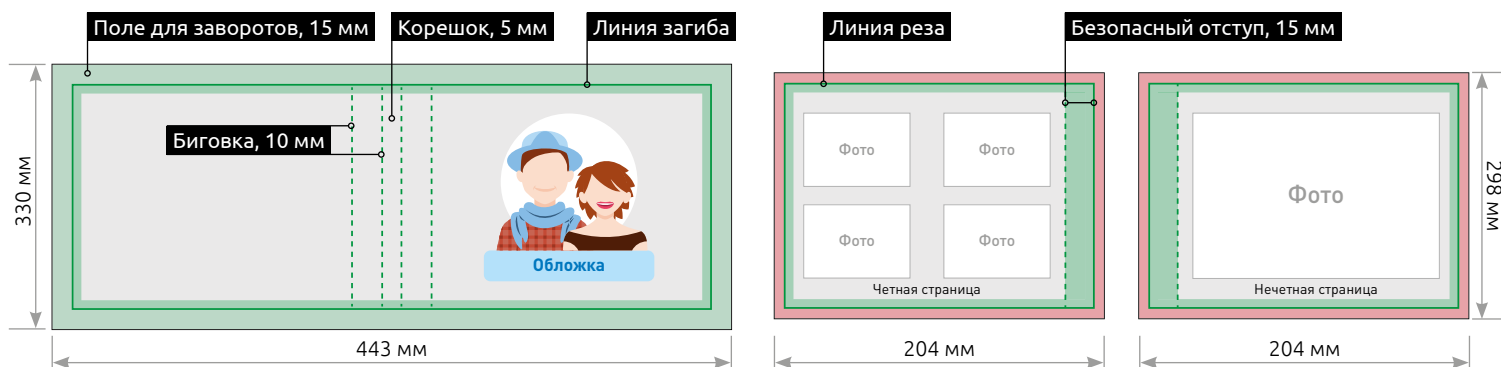 Поле для заворотов, 15 мм
Корешок, 5 мм
Линия загиба
Линия реза
Безопасный отступ, 15 мм
Биговка, 10 мм
330 мм
Обложка
443 мм
Фото
Фото
Фото
Фото
Четная страница
204 мм
Фото
Нечетная страница
298 мм
204 мм